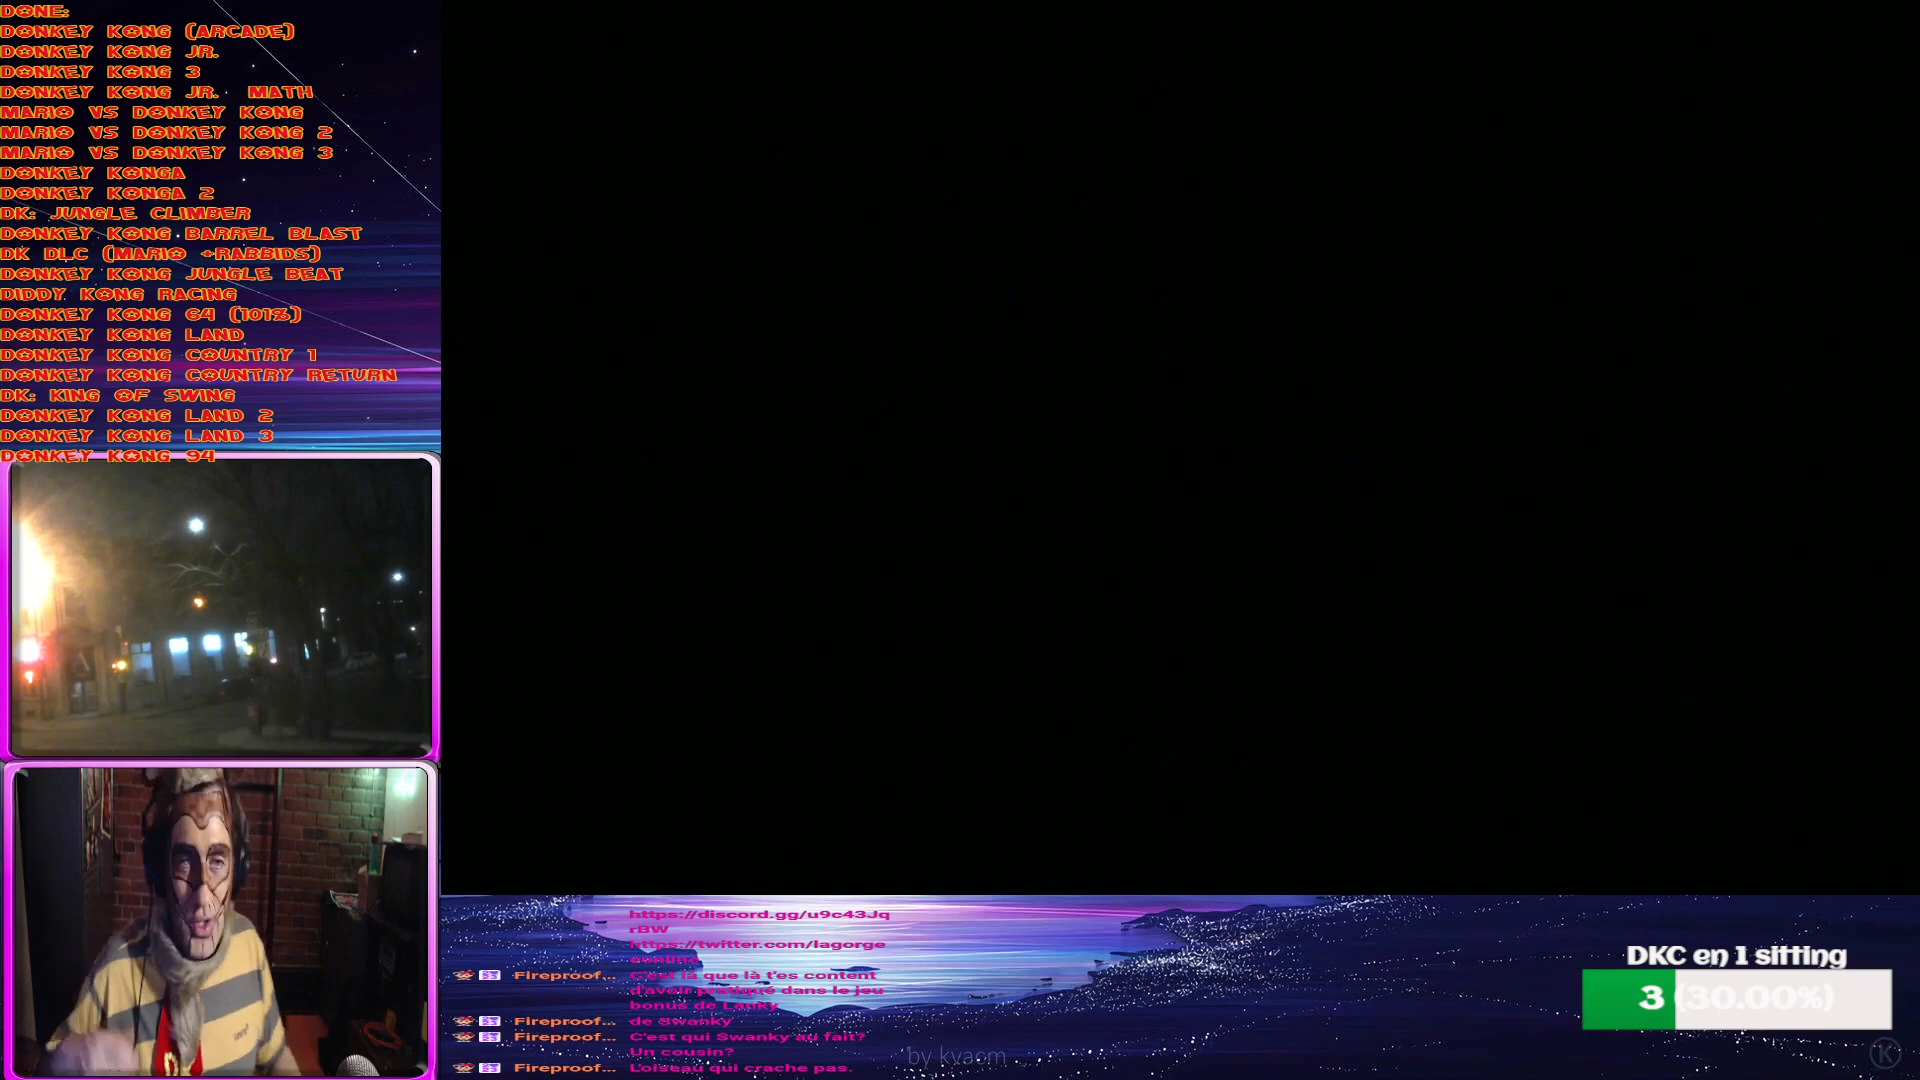 DONE:
DONKEY KONG (ARCADE)
DONKEY KONG JR.
DONKEY KONG 3
DONKEY KONG JR. MATH
MARIO VS DONKEY KONG
MARIO VS DONKEY KONG 2
MARIO VS DONKEY KONG 3
DONKEY KONGA
DONKEY KONGA 2
DK: JUNGLE CLIMBER
DONKEY KONG BARREL BLAST
DK DLC (MARIO +RABBIDS)
DONKEY KONG JUNGLE BEAT
DIDDY KONG RACING
DONKEY KONG 64 (101%)
DONKEY KONG LAND
DONKEY KONG COUNTRY 1
DONKEY KONG COUNTRY RETURN
DK: KING OF SWING
DONKEY KONG LAND 2
DONKEY KONG LAND 3
DONKEY KONG 94
https://discord.gg/u9c43Jq
rBW
https://twitter.com/lagorge
Fireproof... C'est là que là t'es content
d'avoir pratiqué dans le jeu
bonus de Lanky
Fireproof... de Swanky
Fireproof... C'est qui Swanky au fait?
Un cousin?
Fireproof... L'oiseau qui crache pas.
by kvacm
DKC en 1 sitting
3 (30.00%)
K